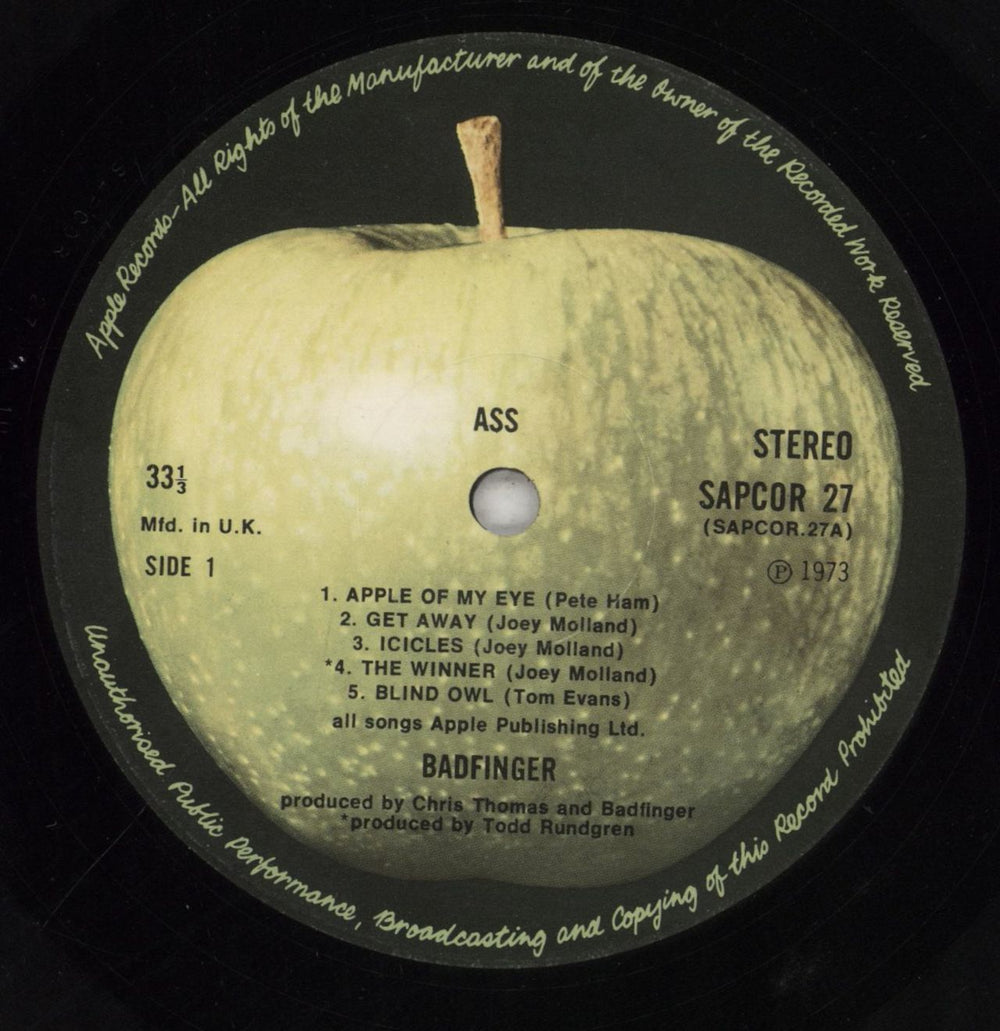 Apple Records-All Rights of the Manufacturer and of the Owner of the Recorded Work Reserved
ASS
33⅓
Mfd. in U.K.
SIDE 1
STEREO
SAPCOR 27
(SAPCOR.27A)
Ⓟ 1973
1. APPLE OF MY EYE (Pete Ham)
2. GET AWAY (Joey Molland)
3. ICICLES (Joey Molland)
*4. THE WINNER (Joey Molland)
5. BLIND OWL (Tom Evans)
all songs Apple Publishing Ltd.
BADFINGER
produced by Chris Thomas and Badfinger
*produced by Todd Rundgren
Unauthorised Public Performance, Broadcasting and Copying of this Record Prohibited